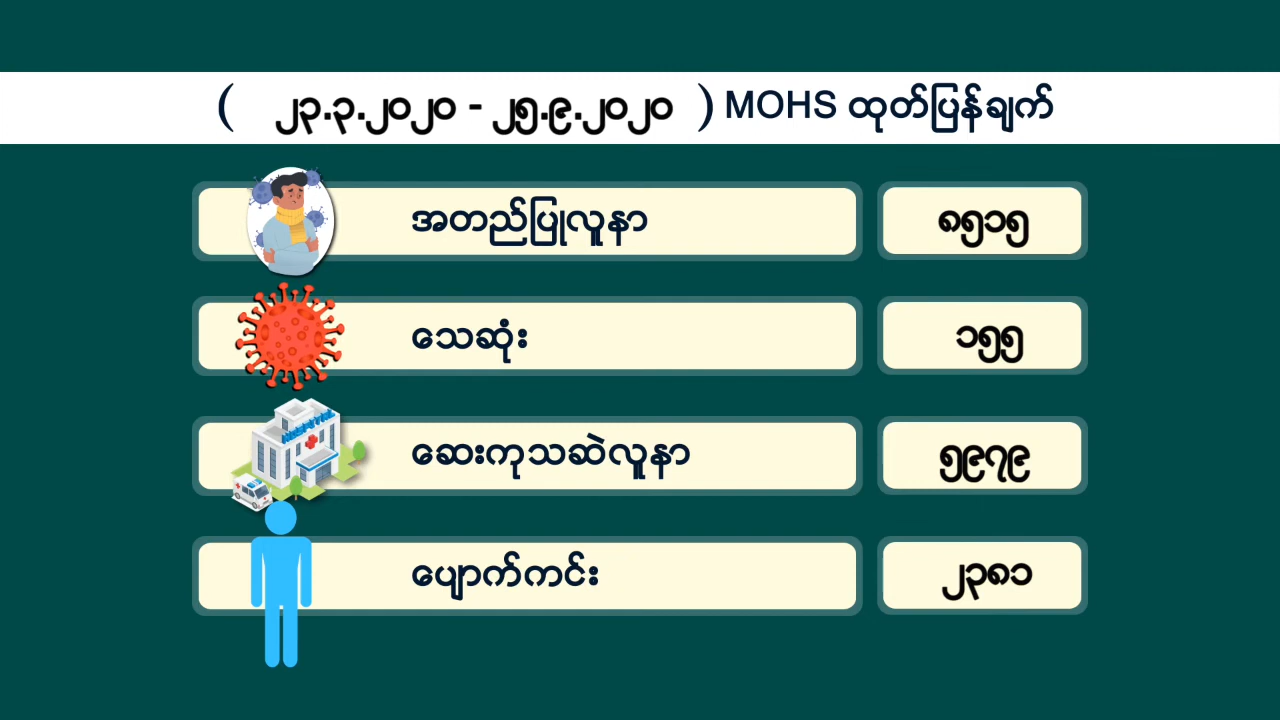 ( ၂၃.၃.၂၀၂၀ - ၂၅.၉.၂၀၂၀ ) MOHS ထုတ်ပြန်ချက်
အတည်ပြုလူနာ ၈၅၁၅
သေဆုံး ၁၅၅
ဆေးကုသဆဲလူနာ ၅၉၇၉
ပျောက်ကင်း ၂၃၈၁